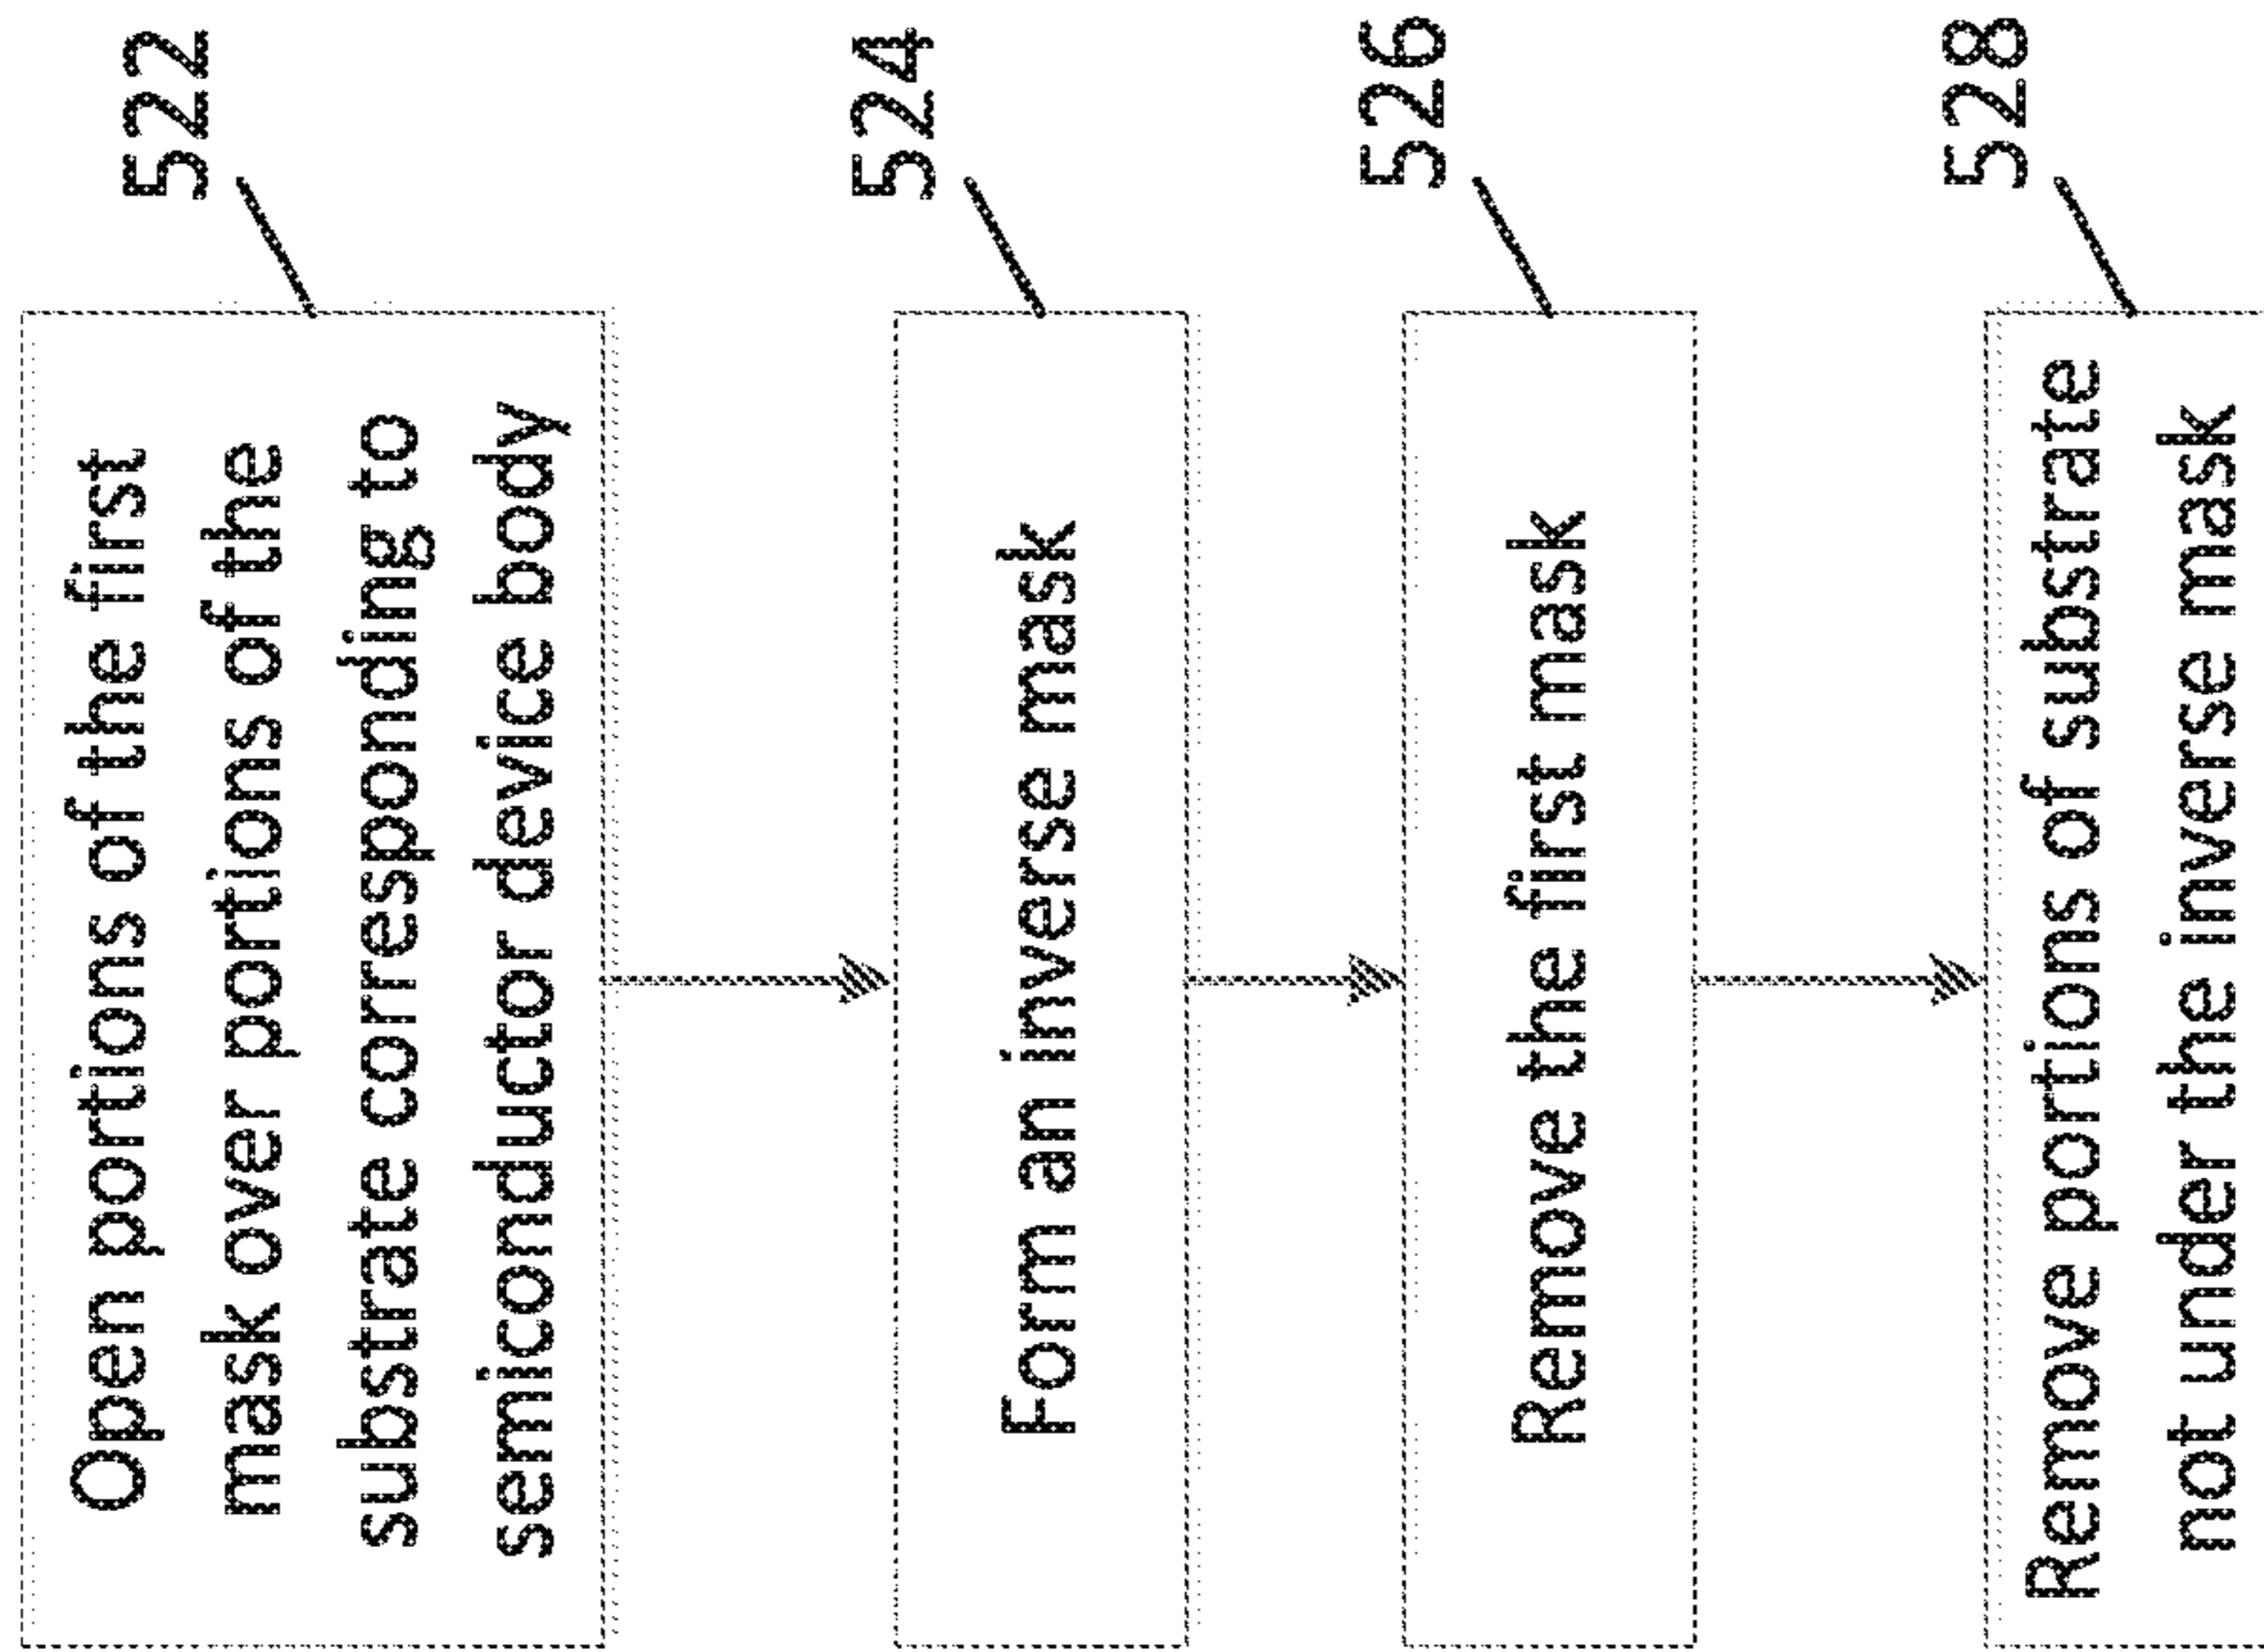 Open portions of the first
mask over portions of the
substrate corresponding to
semiconductor device body
522
Form an inverse mask
524
Remove the first mask
526
Remove portions of substrate
not under the inverse mask
528